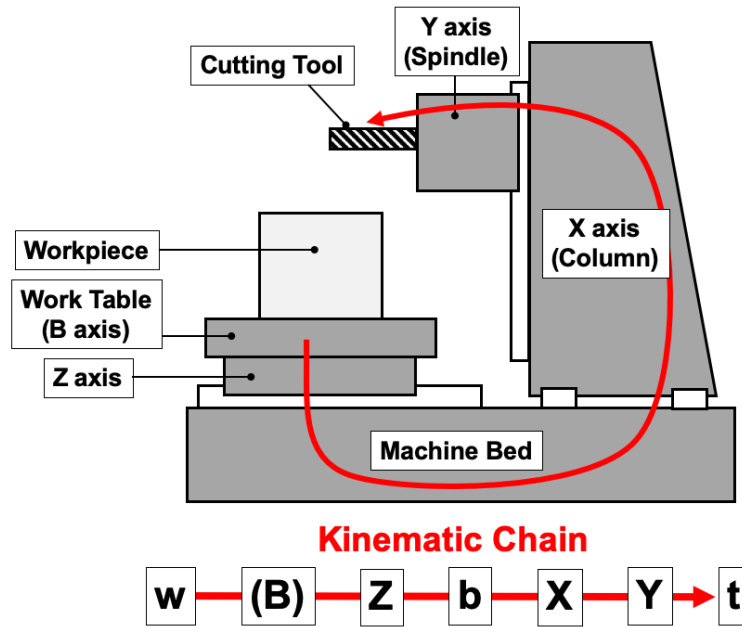 Y axis
(Spindle)
Cutting Tool
X axis
(Column)
Workpiece
Work Table
(B axis)
Z axis
Machine Bed
Kinematic Chain
w (B) Z b X Y t